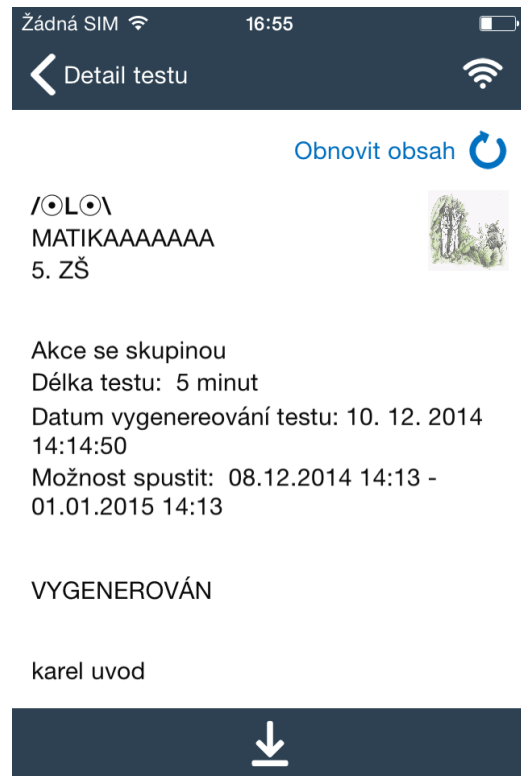 Žádná SIM 16:55
Detail testu
Obnovit obsah
/⦿L⦿\
MATIKAAAAAAA
5. ZŠ
Akce se skupinou
Délka testu:  5 minut
Datum vygenereování testu: 10. 12. 2014
14:14:50
Možnost spustit:  08.12.2014 14:13 -
01.01.2015 14:13
VYGENEROVÁN
karel uvod